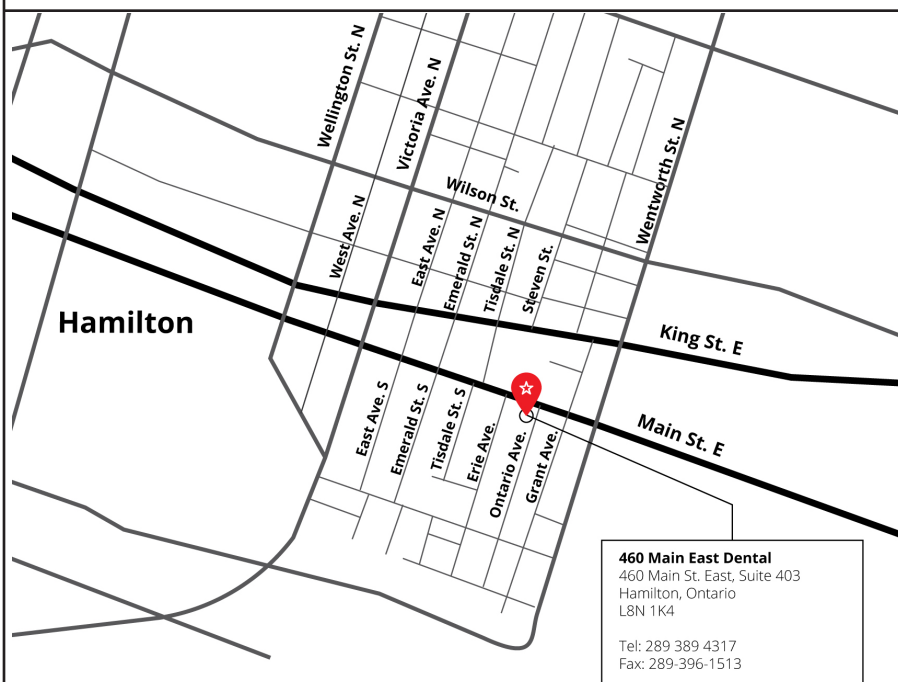 Wellington St. N
Victoria Ave. N
Wentworth St. N
Wilson St.
West Ave. N
East Ave. N
Emerald St. N
Tisdale St. N
Steven St.
Hamilton
King St. E
Main St. E
East Ave. S
Emerald St. S
Tisdale St. S
Erie Ave.
Ontario Ave.
Grant Ave.
460 Main East Dental
460 Main St. East, Suite 403
Hamilton, Ontario
L8N 1K4
Tel: 289 389 4317
Fax: 289-396-1513